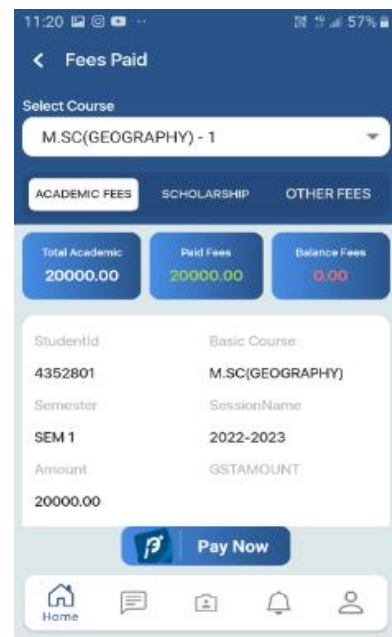 11:20 57%
Fees Paid
Select Course
M.SC(GEOGRAPHY) - 1
ACADEMIC FEES SCHOLARSHIP OTHER FEES
Total Academic Paid Fees Balance Fees
20000.00 20000.00 0.00
StudentId Basic Course
4352801 M.SC(GEOGRAPHY)
Semester SessionName
SEM 1 2022-2023
Amount GSTAMOUNT
20000.00
Pay Now
Home